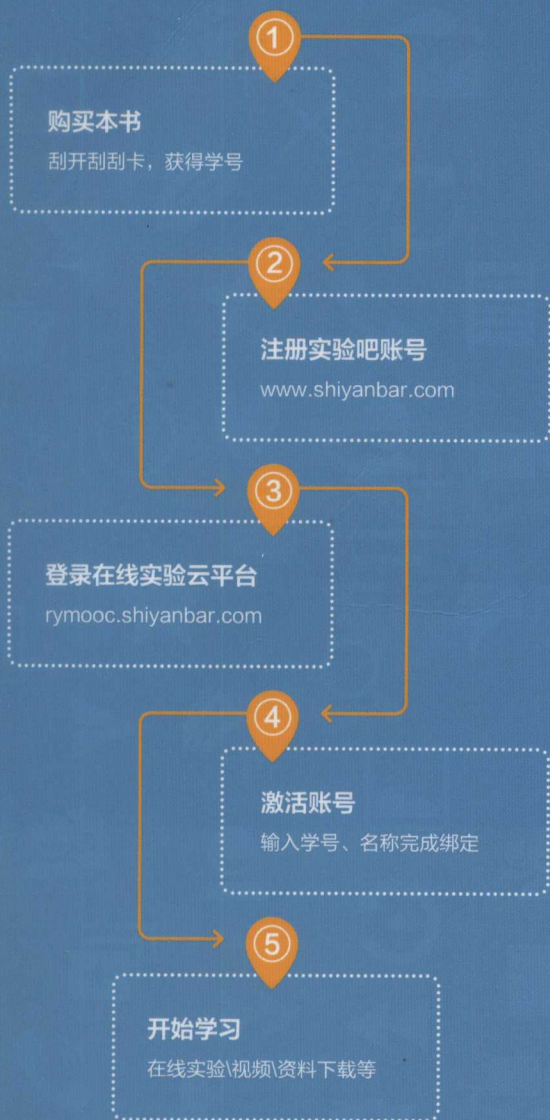 ①
购买本书
刮开刮刮卡，获得学号
②
注册实验吧账号
www.shiyanbar.com
③
登录在线实验云平台
rymooc.shiyanbar.com
④
激活账号
输入学号、名称完成绑定
⑤
开始学习
在线实验\视频\资料下载等